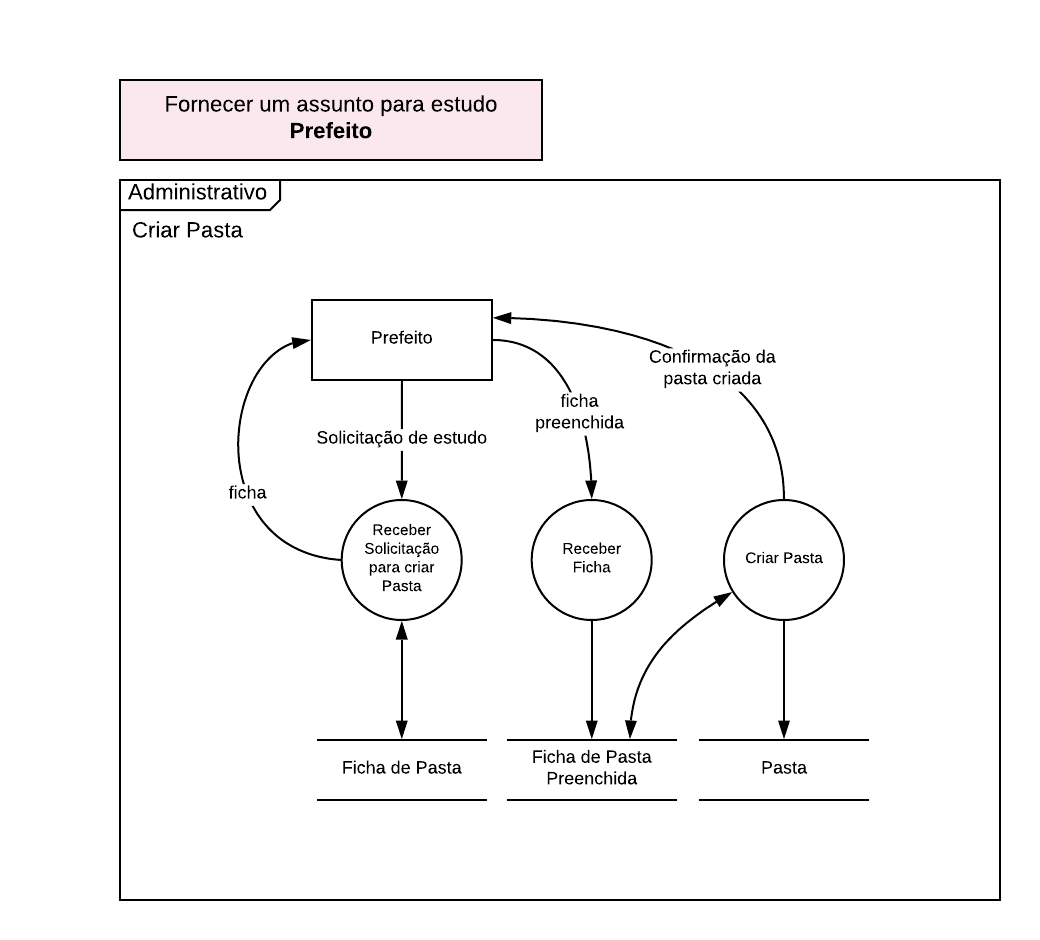 Fornecer um assunto para estudo
Prefeito
Administrativo
Criar Pasta
Prefeito
Confirmação da
pasta criada
ficha
preenchida
Solicitação de estudo
ficha
Receber
Solicitação
para criar
Pasta
Receber
Ficha
Criar Pasta
Ficha de Pasta
Ficha de Pasta
Preenchida
Pasta